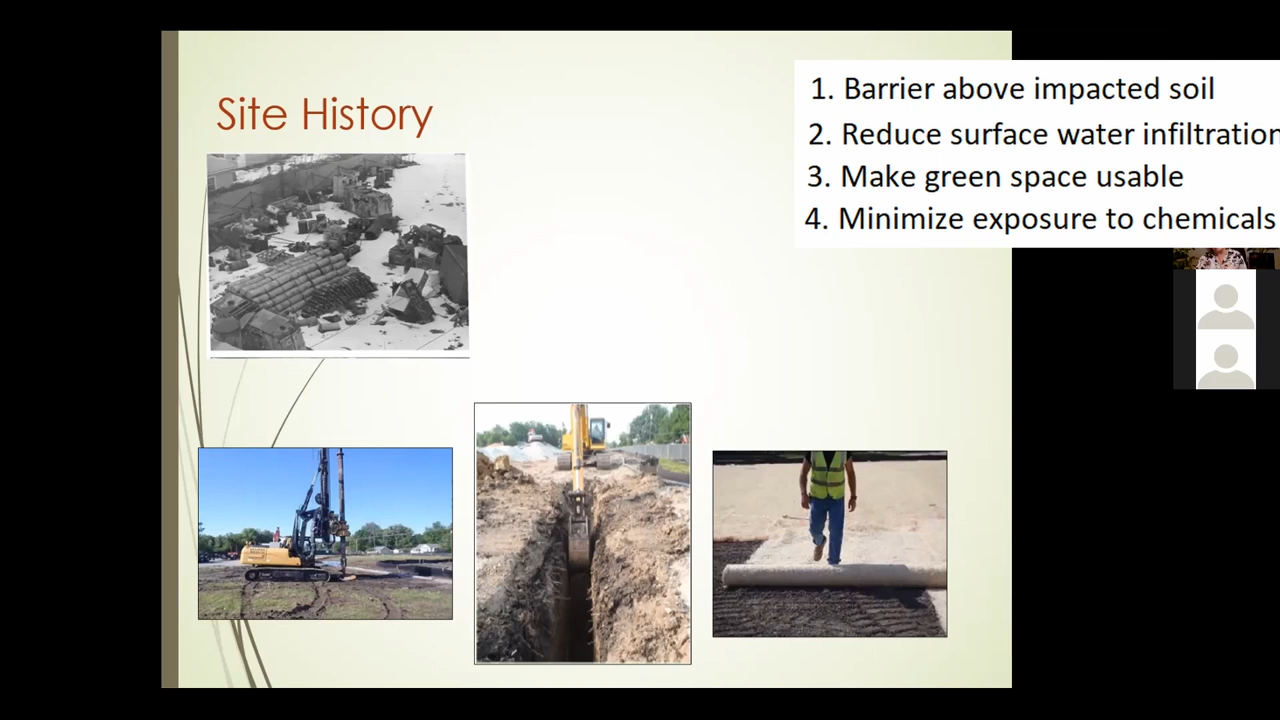 Site History
1. Barrier above impacted soil
2. Reduce surface water infiltration
3. Make green space usable
4. Minimize exposure to chemicals